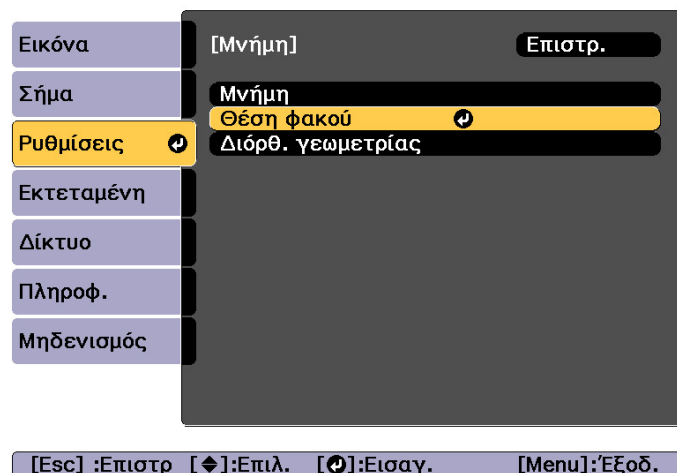 Εικόνα
Σήμα
Ρυθμίσεις
Εκτεταμένη
Δίκτυο
Πληροφ.
Μηδενισμός
[Μνήμη] Επιστρ.
Μνήμη
Θέση φακού
Διόρθ. γεωμετρίας
[Esc] :Επιστρ [◆]:Επιλ. [↵]:Εισαγ. [Menu]:Έξοδ.